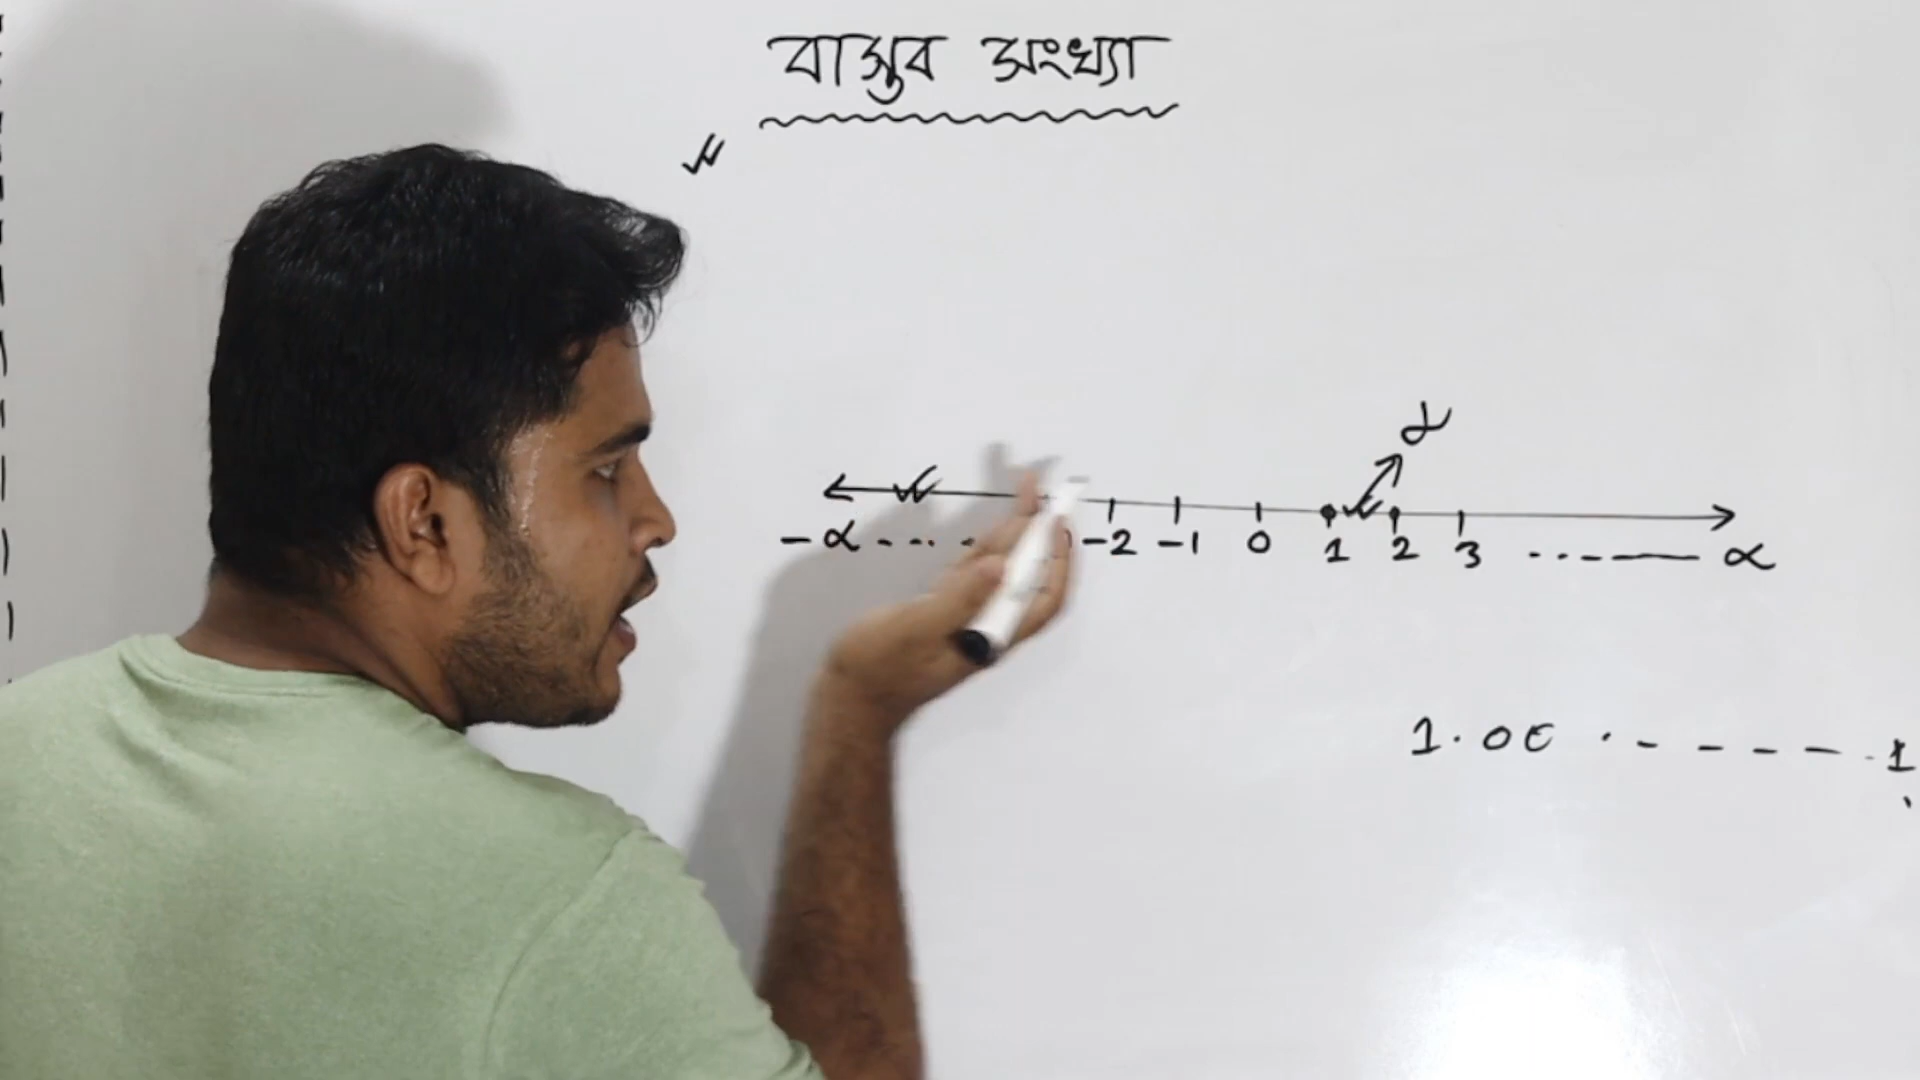 বাস্তব সংখ্যা
α
-α .... -2 -1 0 1 2 3 ...——— α
1.00 . - - - - - . 1